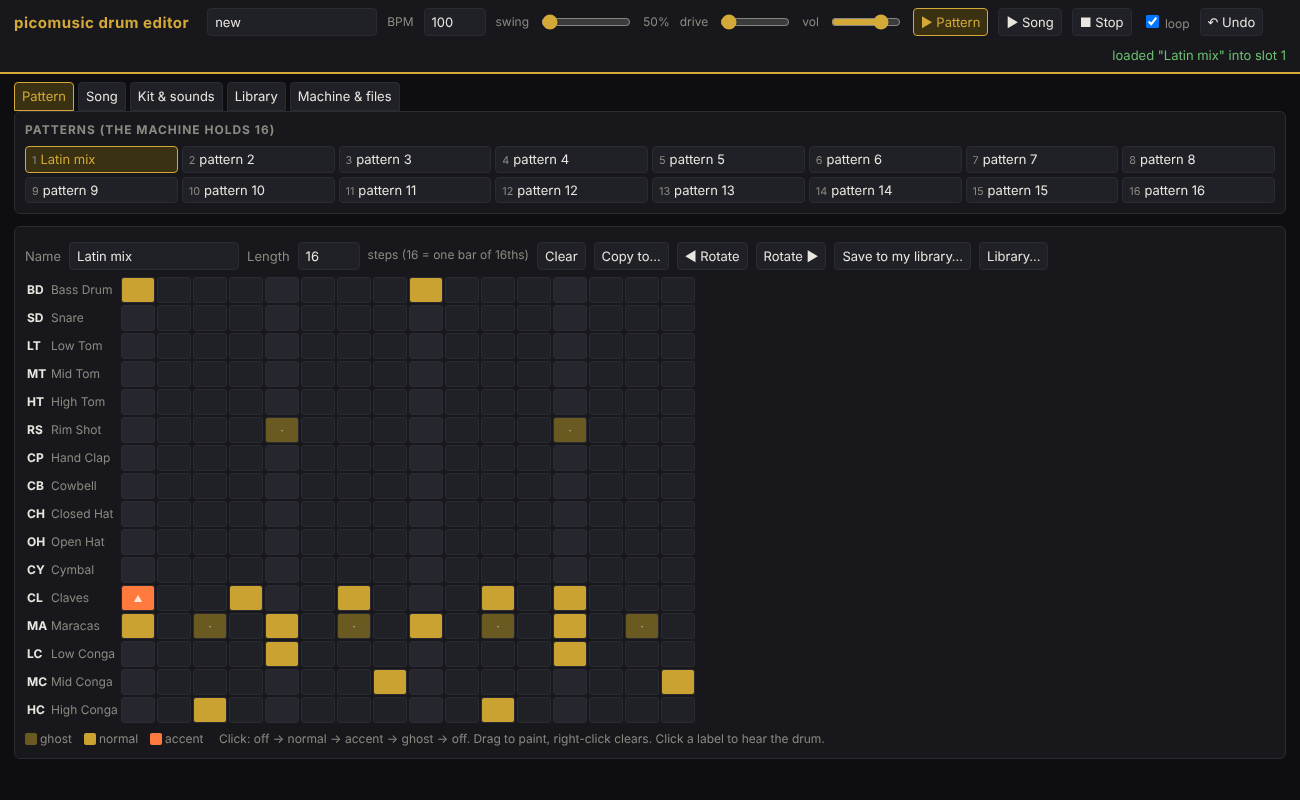 picomusic drum editor new BPM 100 swing 50% drive vol ▶ Pattern ▶ Song ■ Stop loop ↶ Undo
loaded "Latin mix" into slot 1
Pattern Song Kit & sounds Library Machine & files
PATTERNS (THE MACHINE HOLDS 16)
1 Latin mix 2 pattern 2 3 pattern 3 4 pattern 4 5 pattern 5 6 pattern 6 7 pattern 7 8 pattern 8
9 pattern 9 10 pattern 10 11 pattern 11 12 pattern 12 13 pattern 13 14 pattern 14 15 pattern 15 16 pattern 16
Name Latin mix Length 16 steps (16 = one bar of 16ths) Clear Copy to... ◀ Rotate Rotate ▶ Save to my library... Library...
BD Bass Drum
SD Snare
LT Low Tom
MT Mid Tom
HT High Tom
RS Rim Shot
CP Hand Clap
CB Cowbell
CH Closed Hat
OH Open Hat
CY Cymbal
CL Claves
MA Maracas
LC Low Conga
MC Mid Conga
HC High Conga
ghost normal accent Click: off → normal → accent → ghost → off. Drag to paint, right-click clears. Click a label to hear the drum.